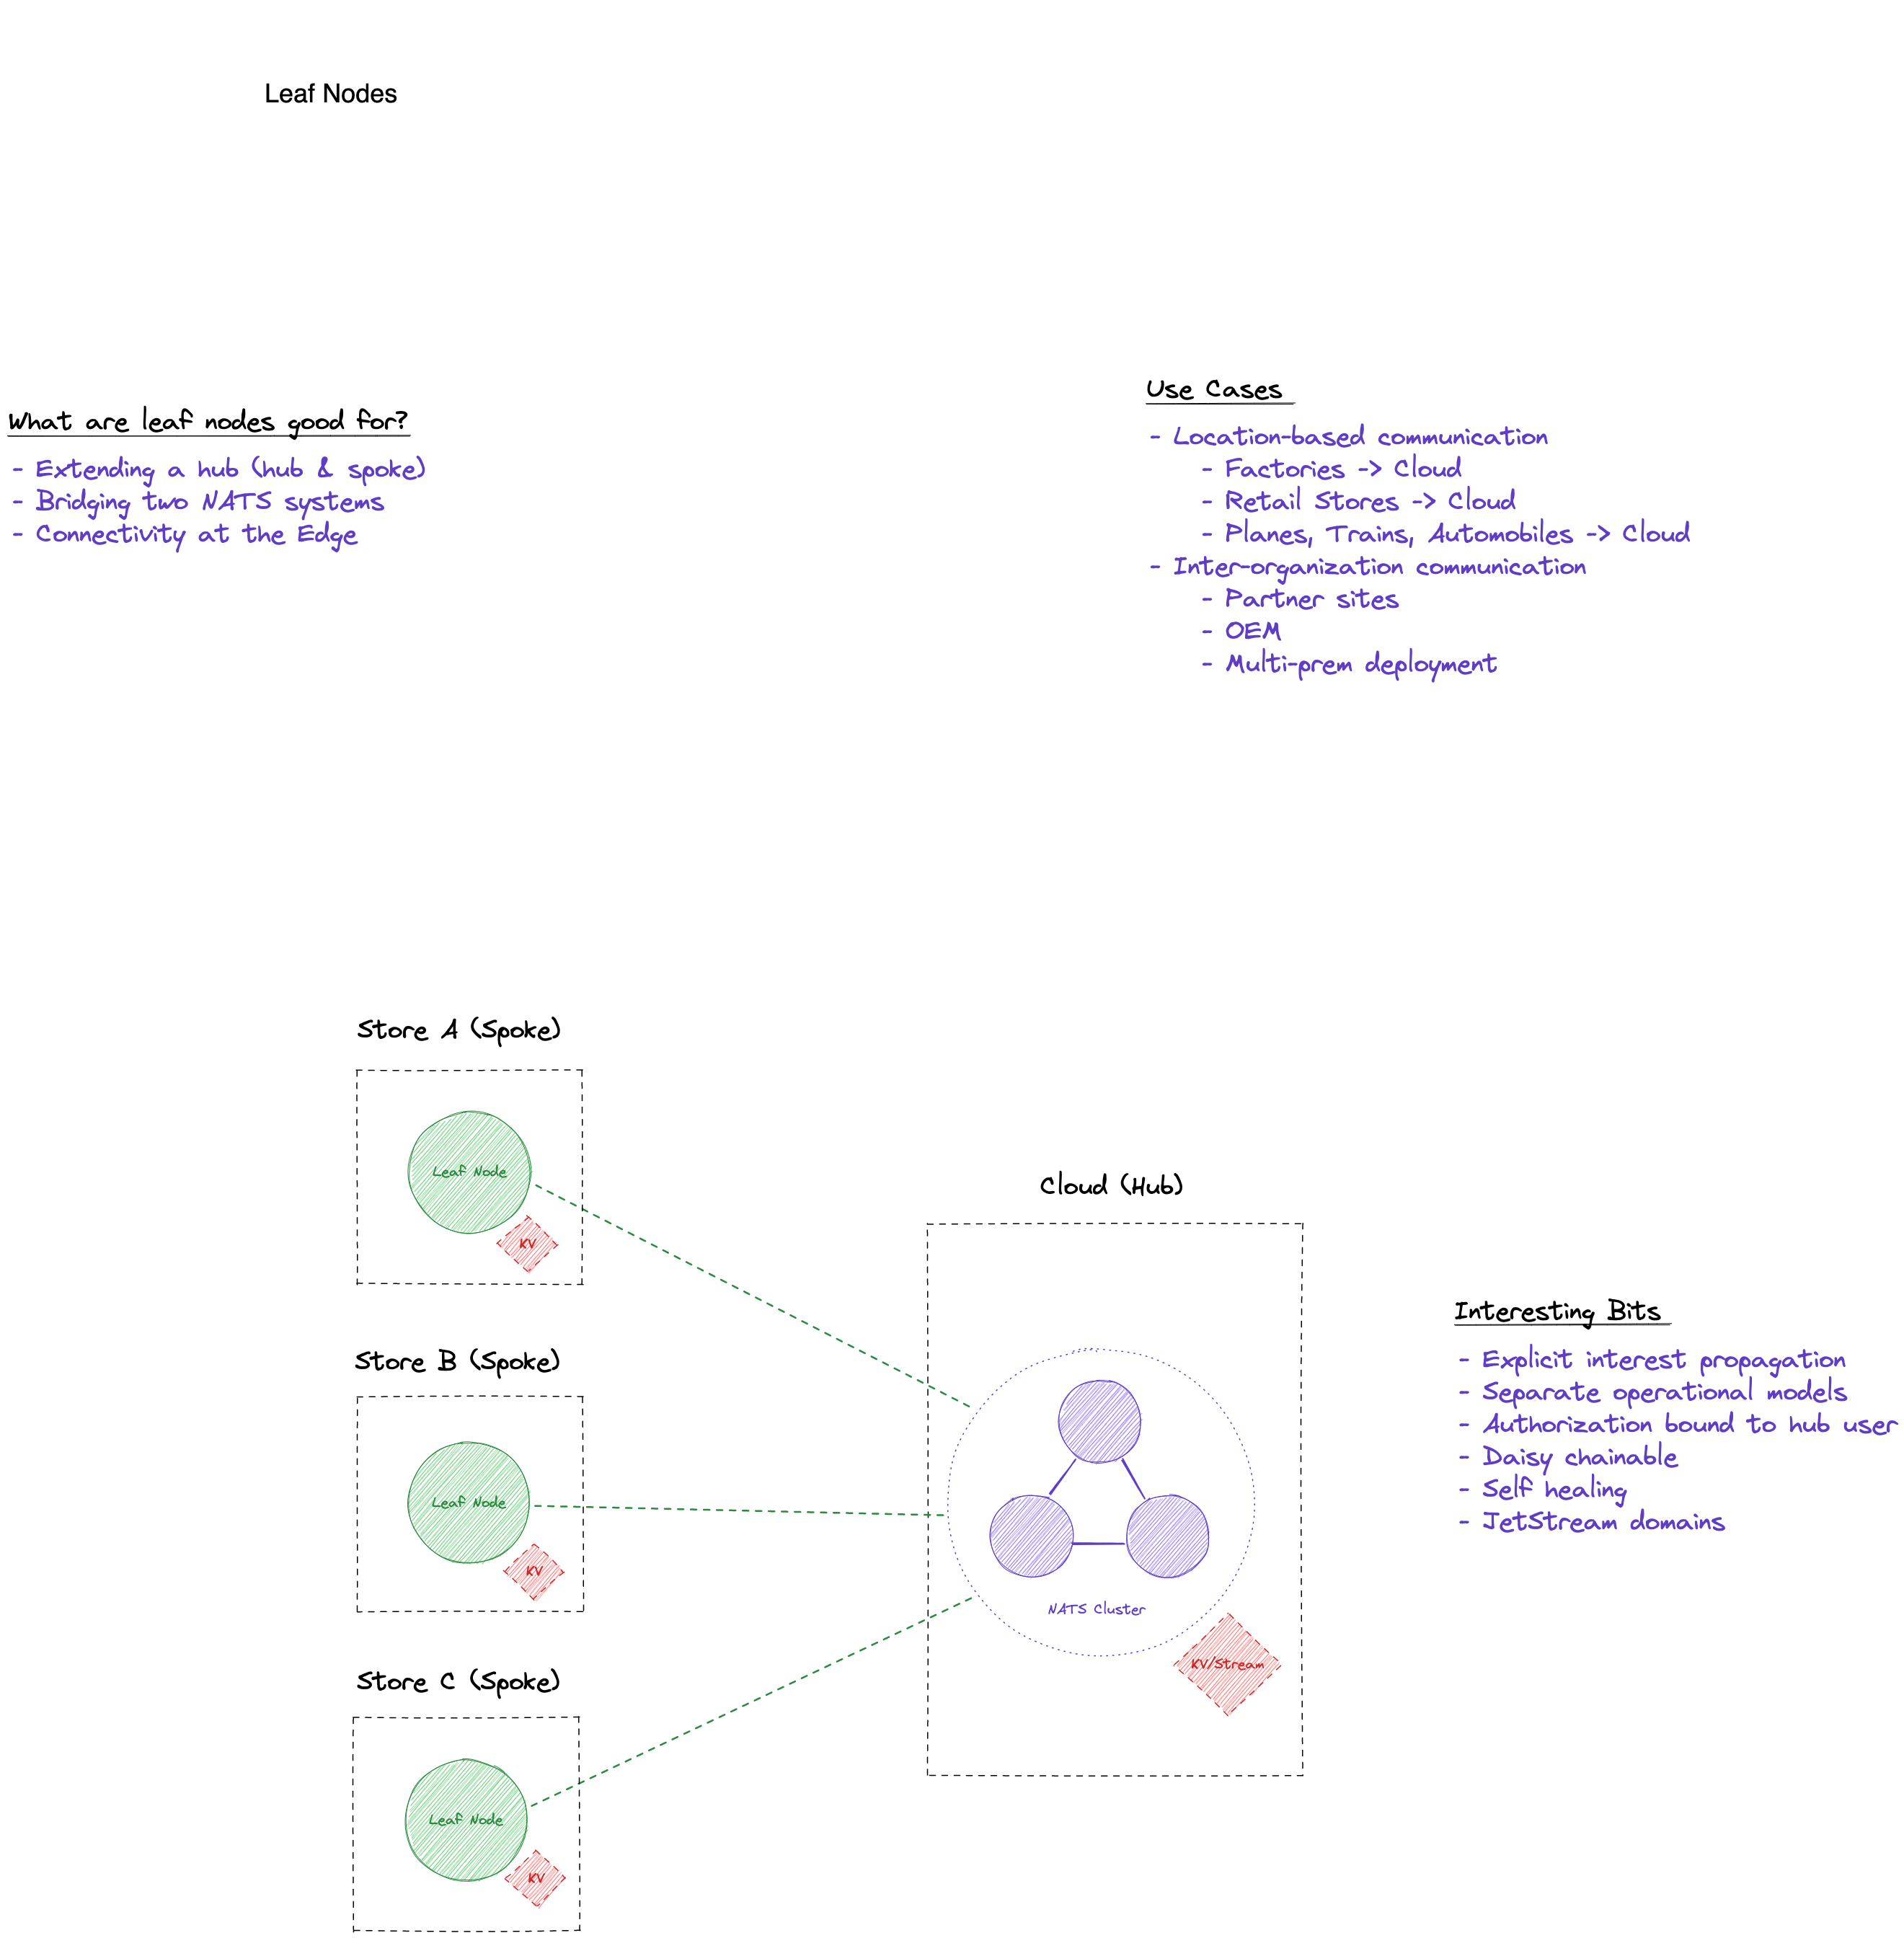 Leaf Nodes
What are leaf nodes good for?
- Extending a hub (hub & spoke)
- Bridging two NATS systems
- Connectivity at the Edge
Use Cases
- Location-based communication
- Factories -> Cloud
- Retail Stores -> Cloud
- Planes, Trains, Automobiles -> Cloud
- Inter-organization communication
- Partner sites
- OEM
- Multi-prem deployment
Store A (Spoke)
Leaf Node
KV
Store B (Spoke)
Leaf Node
KV
Store C (Spoke)
Leaf Node
KV
Cloud (Hub)
NATS Cluster
KV/Stream
Interesting Bits
- Explicit interest propagation
- Separate operational models
- Authorization bound to hub user
- Daisy chainable
- Self healing
- JetStream domains